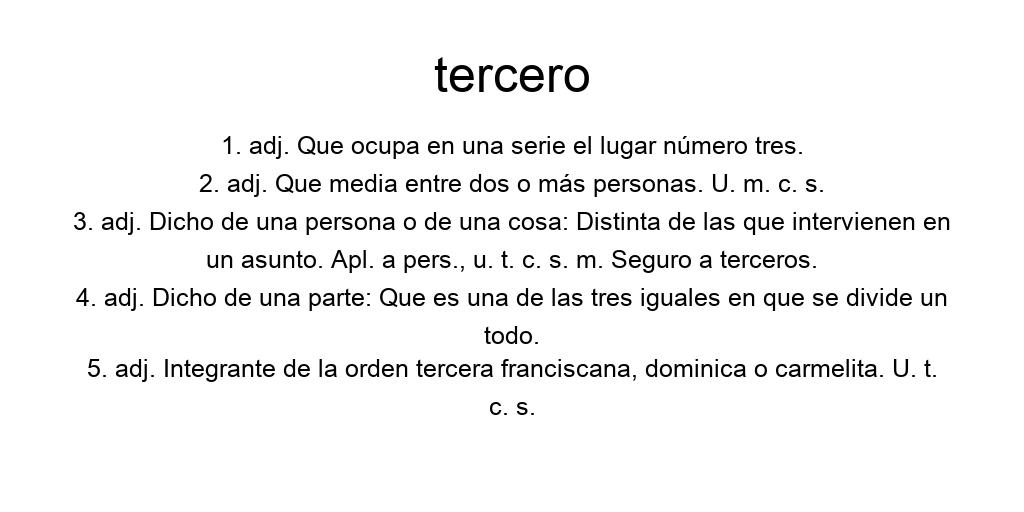 tercero
1. adj. Que ocupa en una serie el lugar número tres.
2. adj. Que media entre dos o más personas. U. m. c. s.
3. adj. Dicho de una persona o de una cosa: Distinta de las que intervienen en
un asunto. Apl. a pers., u. t. c. s. m. Seguro a terceros.
4. adj. Dicho de una parte: Que es una de las tres iguales en que se divide un
todo.
5. adj. Integrante de la orden tercera franciscana, dominica o carmelita. U. t.
c. s.